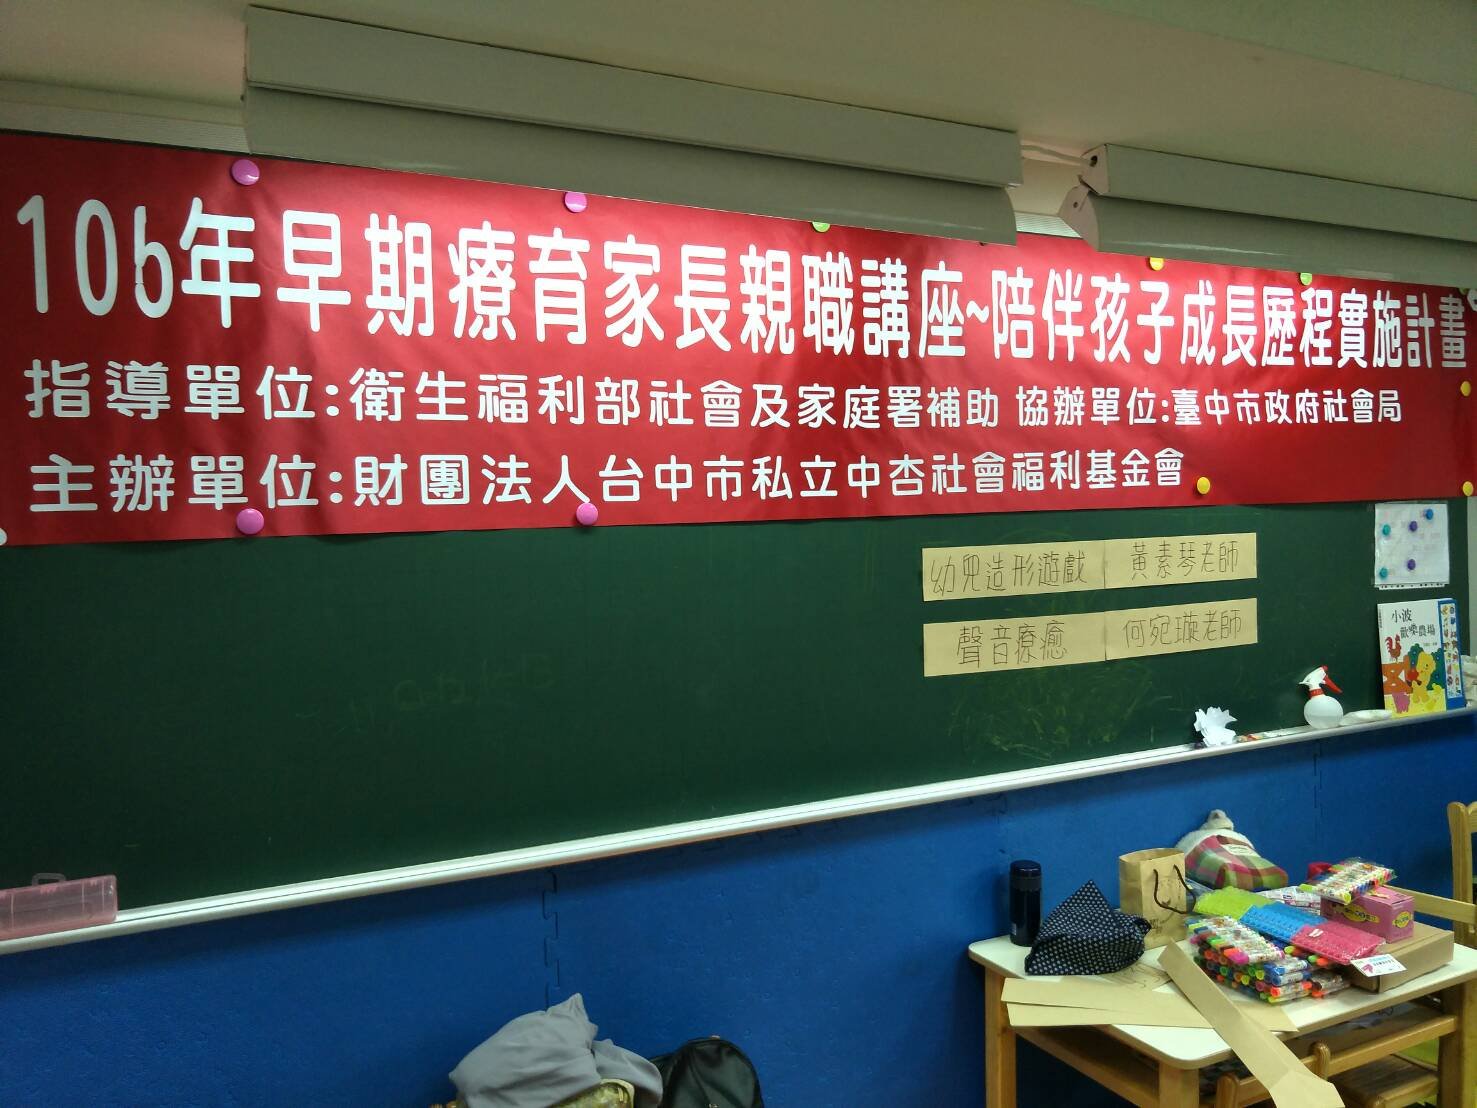 106年早期療育家長親職講座~陪伴孩子成長歷程實施計畫
指導單位:衛生福利部社會及家庭署補助 協辦單位:臺中市政府社會局
主辦單位:財團法人台中市私立中杏社會福利基金會
幼兒造形遊戲 黃素琴老師
聲音療癒 何宛璇老師
小波
歡樂農場